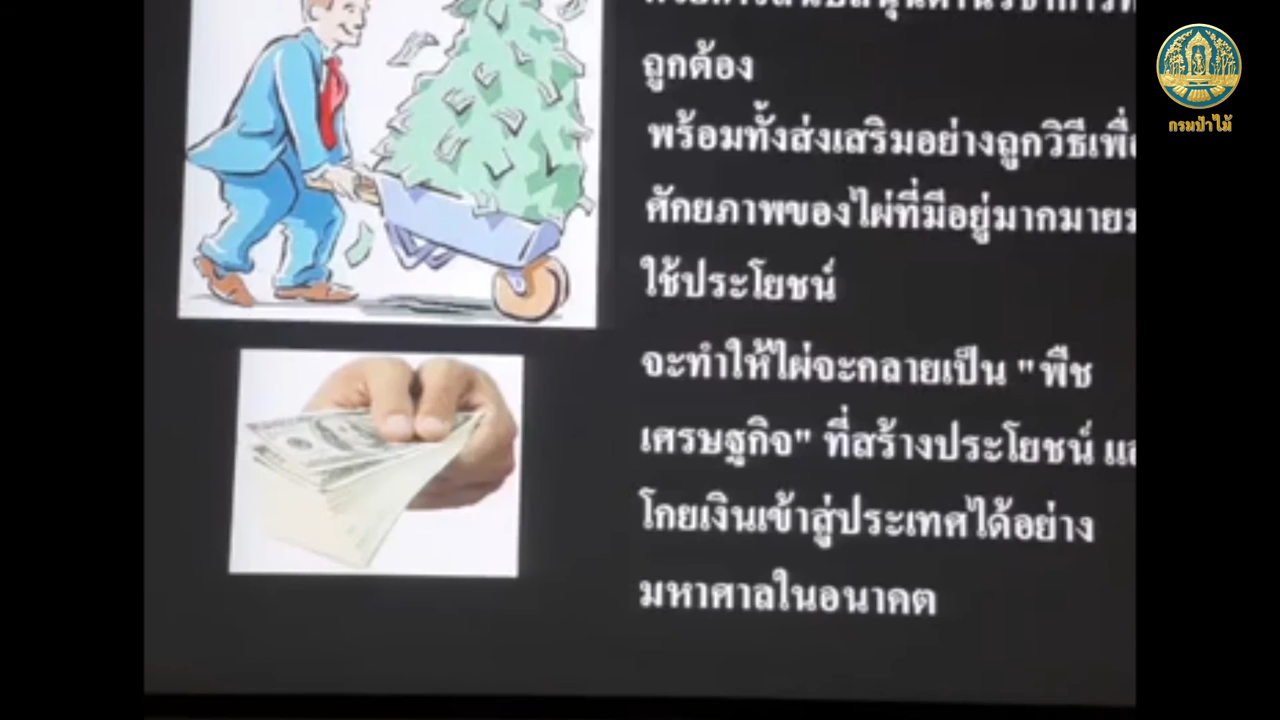 ถูกต้อง
พร้อมทั้งส่งเสริมอย่างถูกวิธี
ศักยภาพของไผ่ที่มีอยู่มากมาย
ใช้ประโยชน์
จะทำให้ไผ่จะกลายเป็น "พืช
เศรษฐกิจ" ที่สร้างประโยชน์
โกยเงินเข้าสู่ประเทศได้อย่าง
มหาศาลในอนาคต
กรมป่าไม้